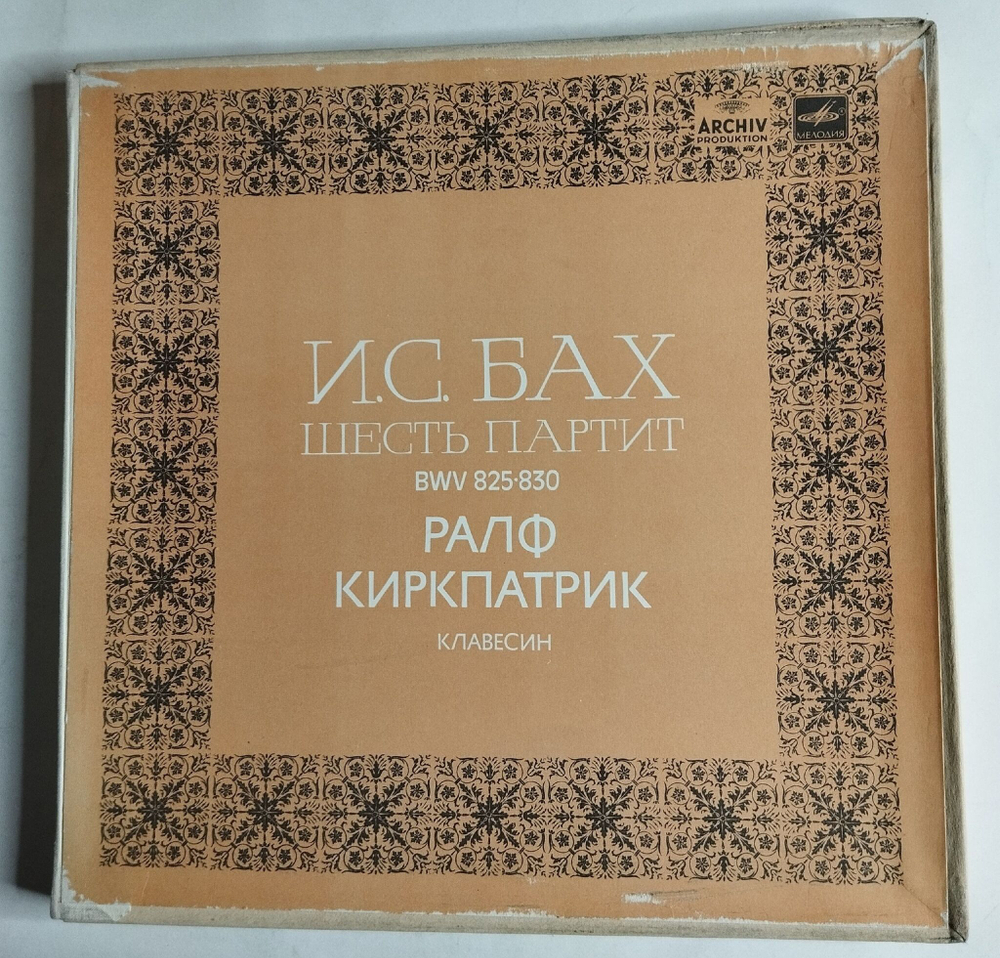 ARCHIV
PRODUKTION
МЕЛОДИЯ
И.С. БАХ
ШЕСТЬ ПАРТИТ
BWV 825·830
РАЛФ
КИРКПАТРИК
КЛАВЕСИН